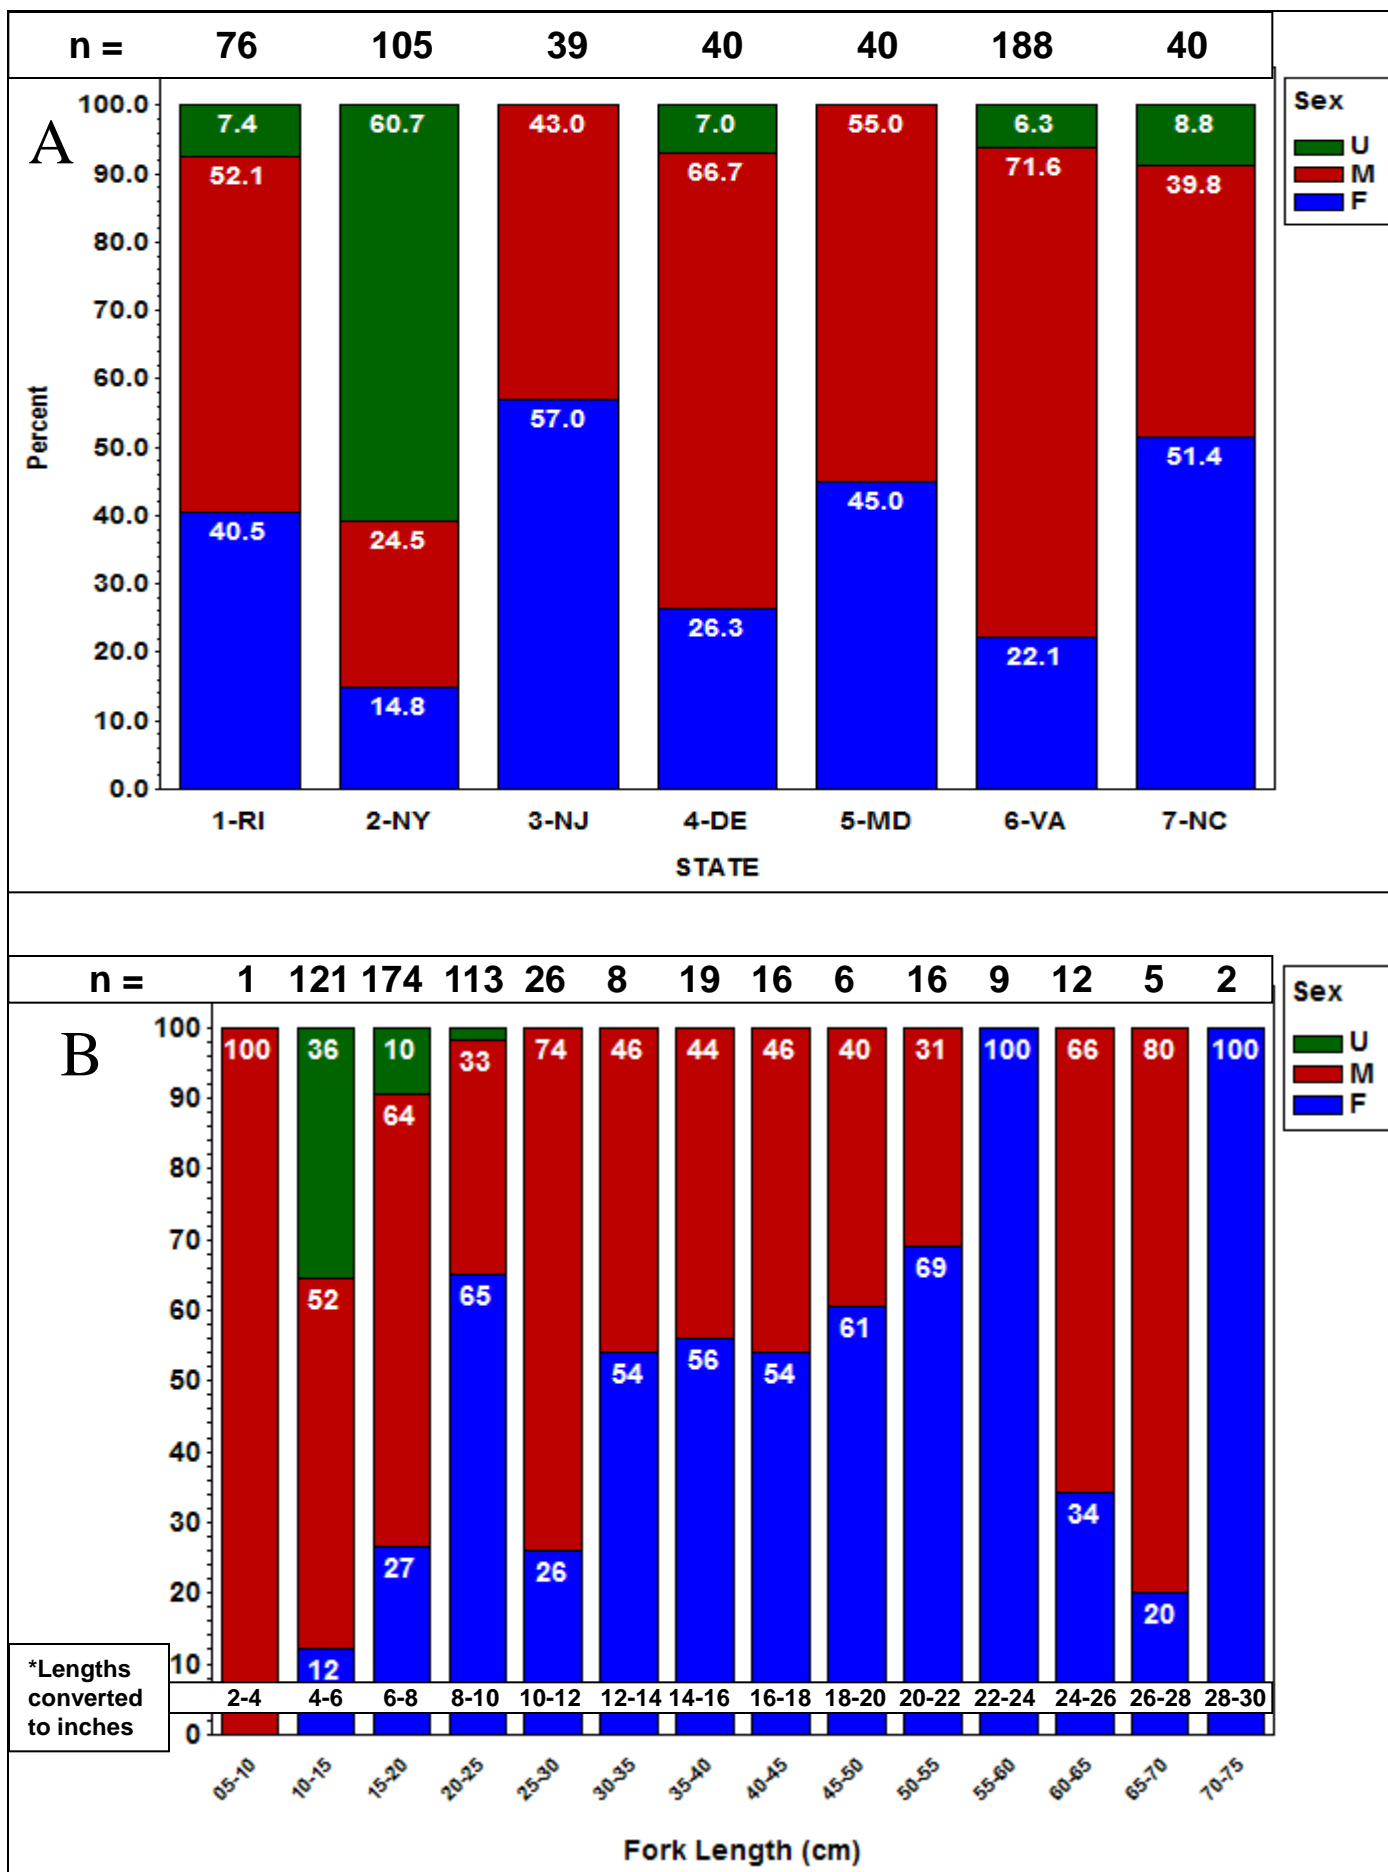 n = 76 105 39 40 40 188 40
A
Sex
U
M
F
100.0
90.0
80.0
70.0
60.0
50.0
40.0
30.0
20.0
10.0
0.0
Percent
7.4 60.7 43.0 7.0 55.0 6.3 8.8
52.1 66.7 71.6 39.8
57.0
51.4
40.5 24.5 45.0
26.3 22.1
14.8
1-RI 2-NY 3-NJ 4-DE 5-MD 6-VA 7-NC
STATE
n = 1 121 174 113 26 8 19 16 6 16 9 12 5 2
B
Sex
U
M
F
100
90
80
70
60
50
40
30
20
10
0
100 36 10 33 74 46 44 46 40 31 100 66 80 100
64
52 65 69
61
54 56 54
34
27 26
20
12
*Lengths
converted
to inches
2-4 4-6 6-8 8-10 10-12 12-14 14-16 16-18 18-20 20-22 22-24 24-26 26-28 28-30
05-10 10-15 15-20 20-25 25-30 30-35 35-40 40-45 45-50 50-55 55-60 60-65 65-70 70-75
Fork Length (cm)